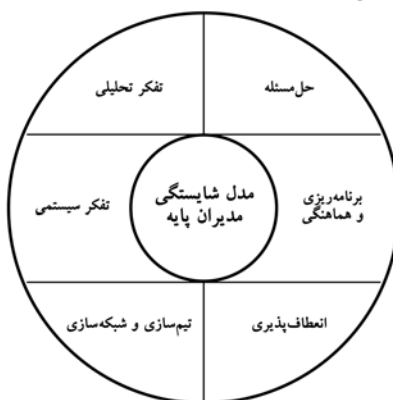 حل‌مسئله
تفکر تحلیلی
برنامه‌ریزی
و هماهنگی
مدل شایستگی
مدیران پایه
تفکر سیستمی
انعطاف‌پذیری
تیم‌سازی و شبکه‌سازی